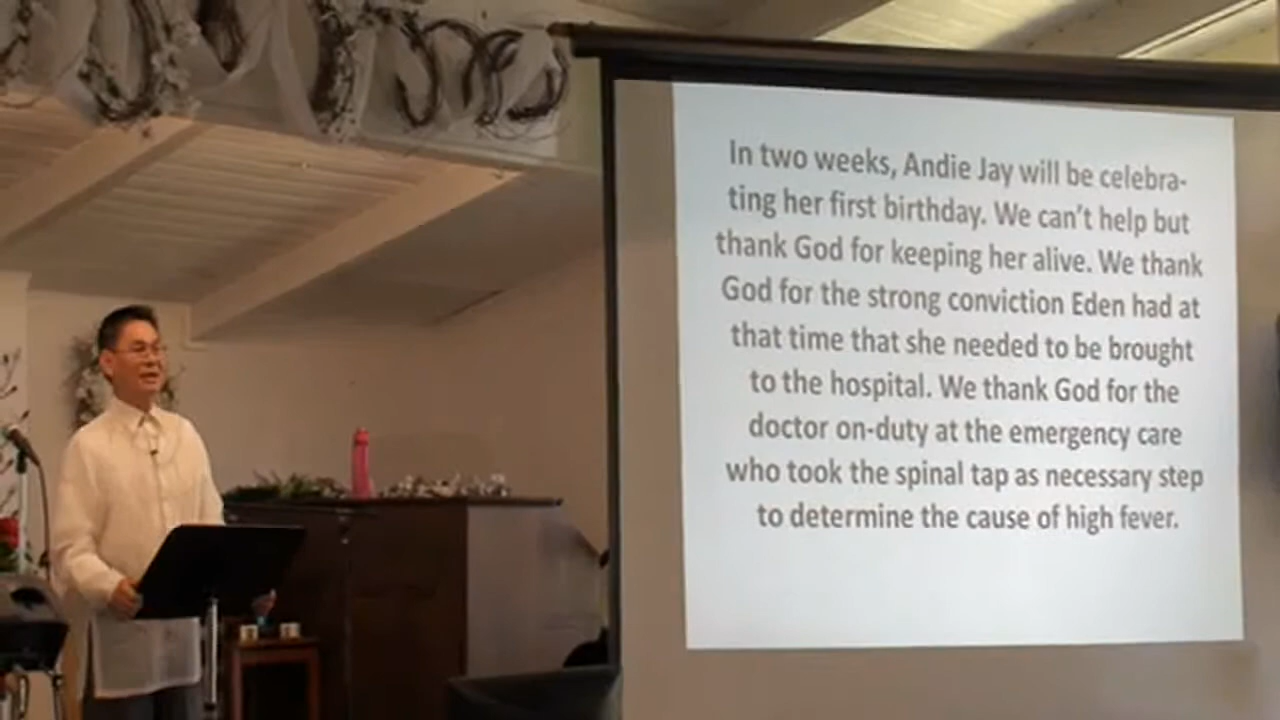 In two weeks, Andie Jay will be celebra-
ting her first birthday. We can't help but
thank God for keeping her alive. We thank
God for the strong conviction Eden had at
that time that she needed to be brought
to the hospital. We thank God for the
doctor on-duty at the emergency care
who took the spinal tap as necessary step
to determine the cause of high fever.